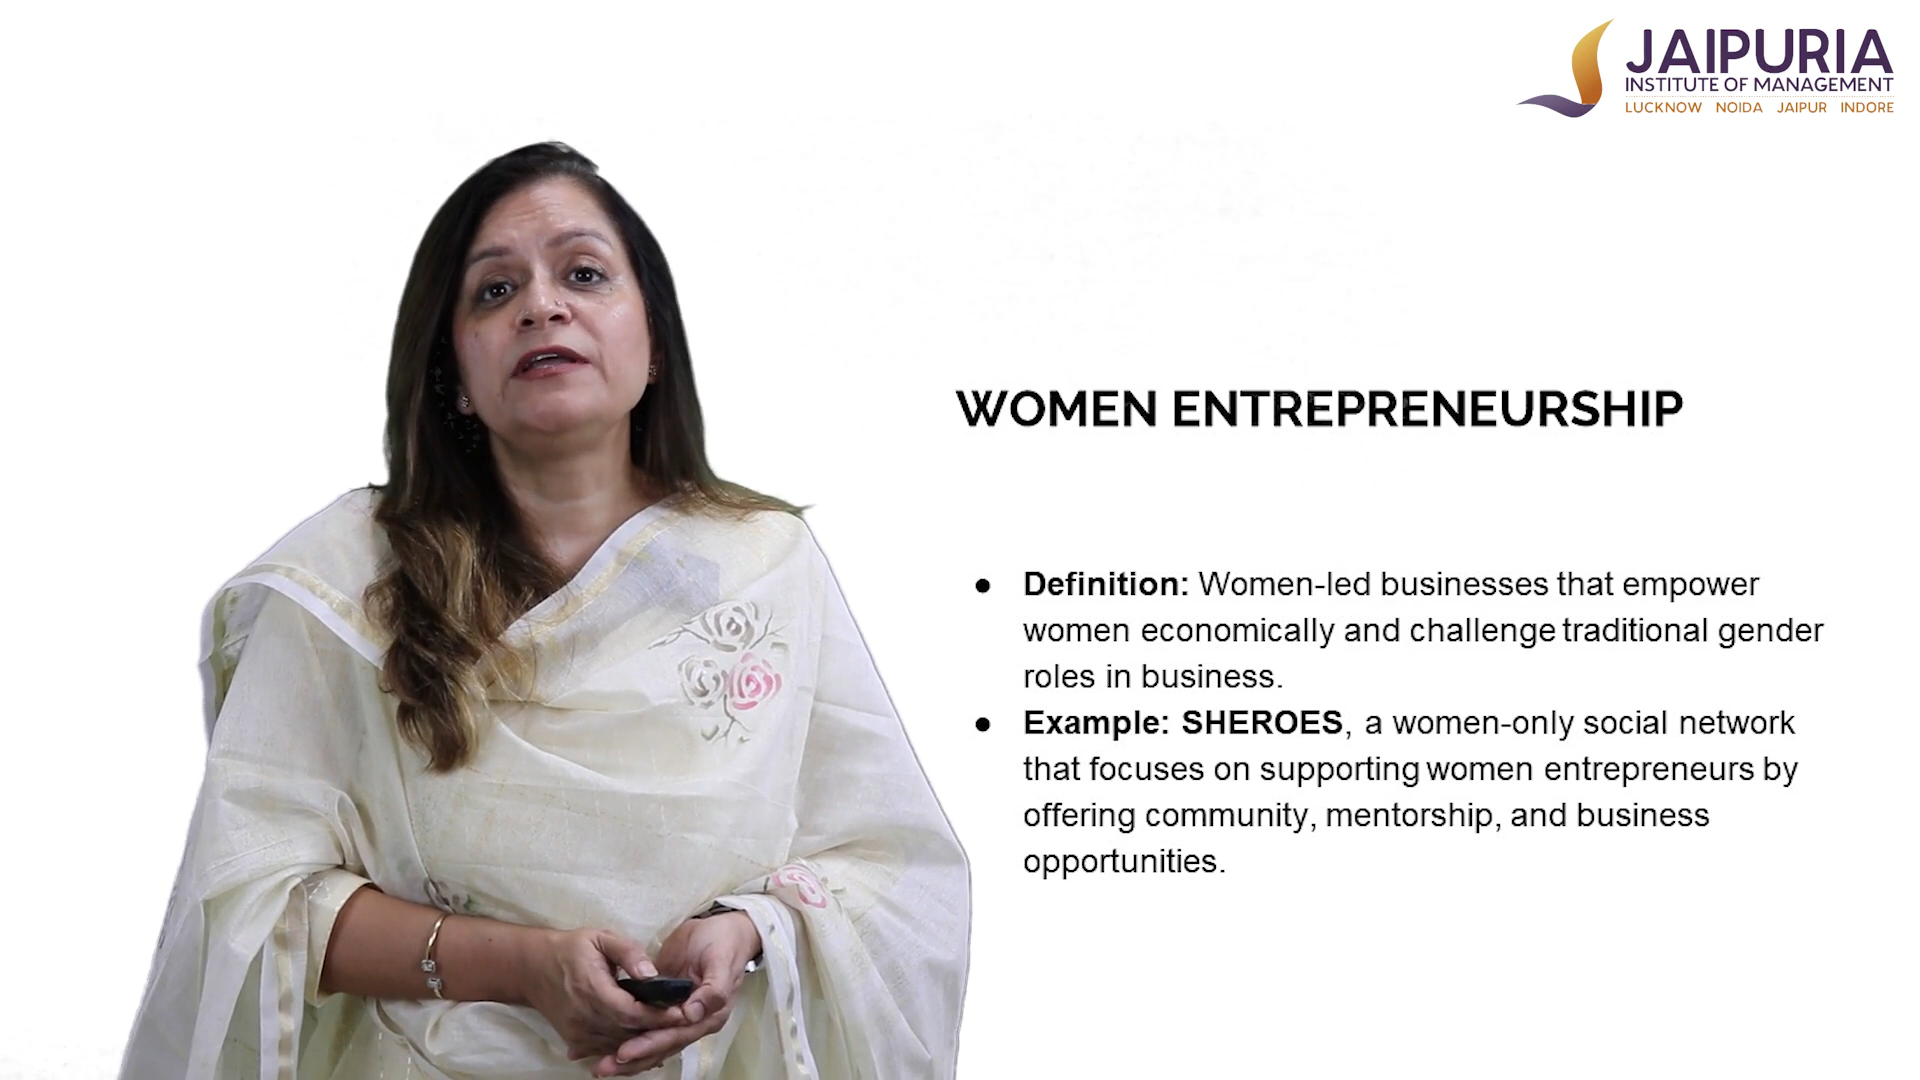 JAIPURIA
INSTITUTE OF MANAGEMENT
LUCKNOW NOIDA JAIPUR INDORE
WOMEN ENTREPRENEURSHIP
● Definition: Women-led businesses that empower
women economically and challenge traditional gender
roles in business.
● Example: SHEROES, a women-only social network
that focuses on supporting women entrepreneurs by
offering community, mentorship, and business
opportunities.